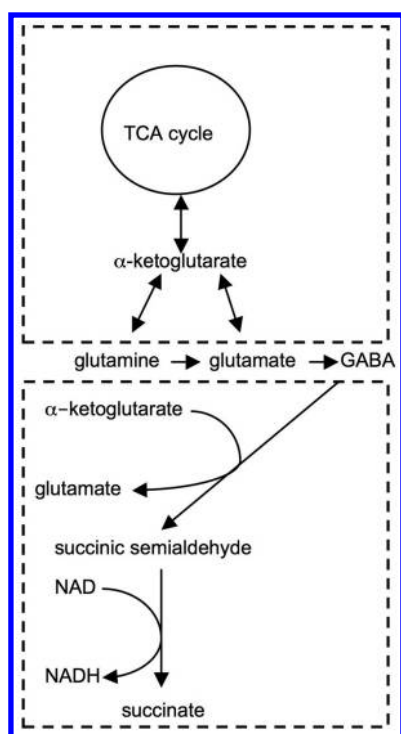 TCA cycle
α-ketoglutarate
glutamine glutamate GABA
α-ketoglutarate
glutamate
succinic semialdehyde
NAD
NADH
succinate